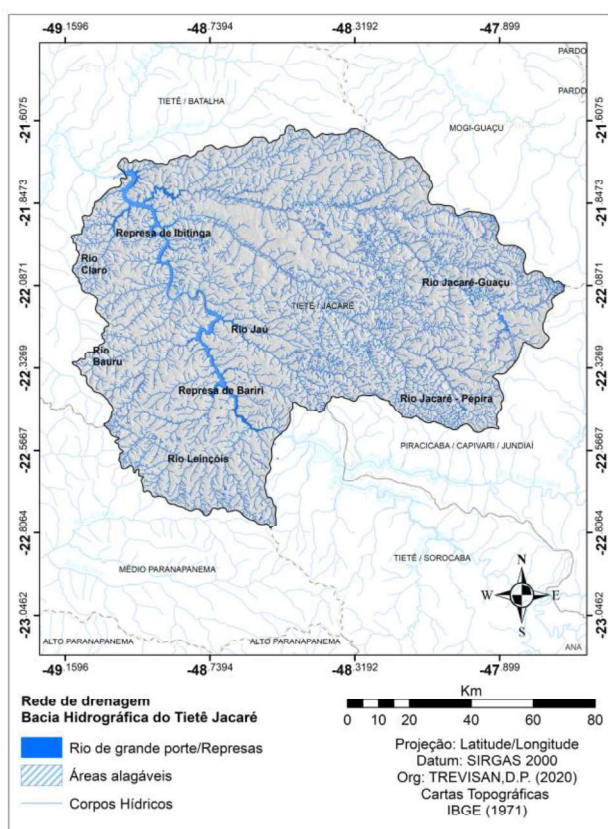 -49.1596 -48.7394 -48.3192 -47.899
PARDO
PARDO
-21.6075 -21.6075
TIETÊ / BATALHA
MOGI-GUAÇU
-21.8473 -21.8473
Represa de Ibitinga
Rio
Claro
Rio Jacaré-Guaçu
-22.0871 -22.0871
TIETÊ / JACARÉ
Rio Jaú
Rio
Bauru
-22.3269 -22.3269
Represa de Bariri
Rio Jacaré - Pépira
PIRACICABA / CAPIVARI / JUNDIAÍ
-22.5667 -22.5667
Rio Leinçóis
-22.8064 -22.8064
TIETÊ / SOROCABA
MÉDIO PARANAPANEMA
N
W E
S
-23.0462 -23.0462
ALTO PARANAPANEMA ALTO PARANAPANEMA ANA
-49.1596 -48.7394 -48.3192 -47.899
Rede de drenagem
Bacia Hidrográfica do Tietê Jacaré
Rio de grande porte/Represas
Áreas alagáveis
Corpos Hídricos
Km
0 10 20 40 60 80
Projeção: Latitude/Longitude
Datum: SIRGAS 2000
Org: TREVISAN,D.P. (2020)
Cartas Topográficas
IBGE (1971)